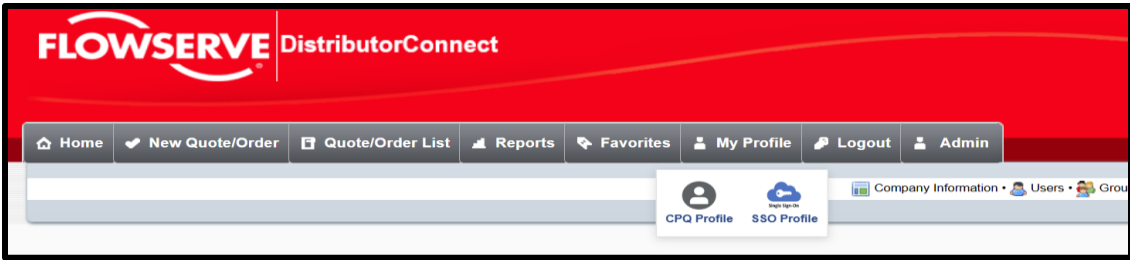 FLOWSERVE DistributorConnect
Home New Quote/Order Quote/Order List Reports Favorites My Profile Logout Admin
Company Information • Users • Grou
Single Sign-On
CPQ Profile SSO Profile